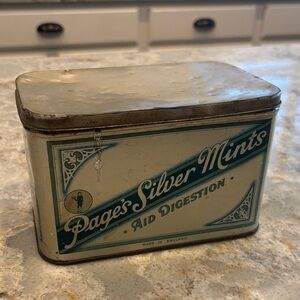 Page's Silver Mints
· AID DIGESTION ·
MADE IN ENGLAND